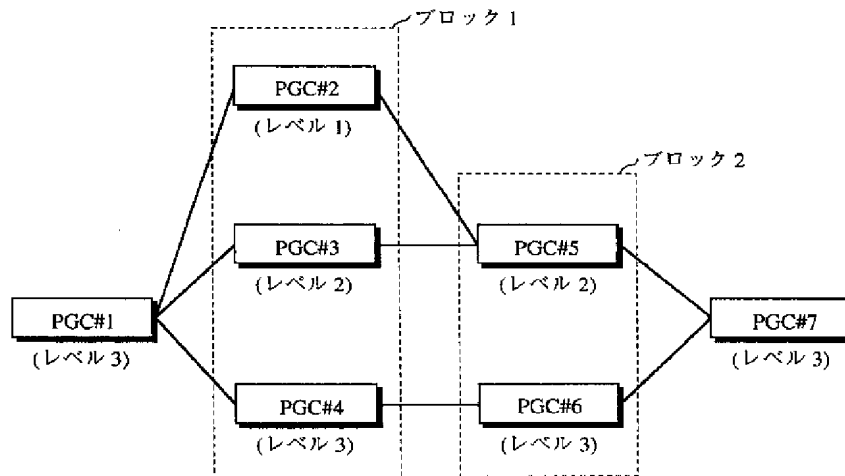 ブロック 1
PGC#2
(レベル 1)
ブロック 2
PGC#3
(レベル 2)
PGC#5
(レベル 2)
PGC#1
(レベル 3)
PGC#7
(レベル 3)
PGC#4
(レベル 3)
PGC#6
(レベル 3)